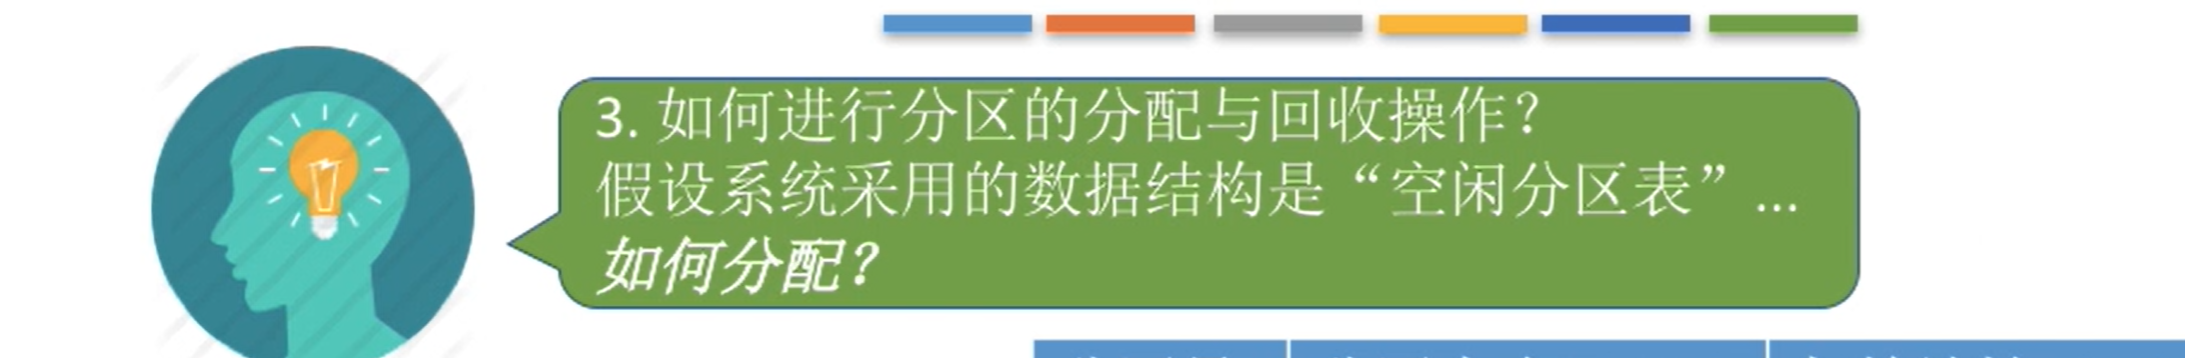 3. 如何进行分区的分配与回收操作？
假设系统采用的数据结构是“空闲分区表”...
如何分配？